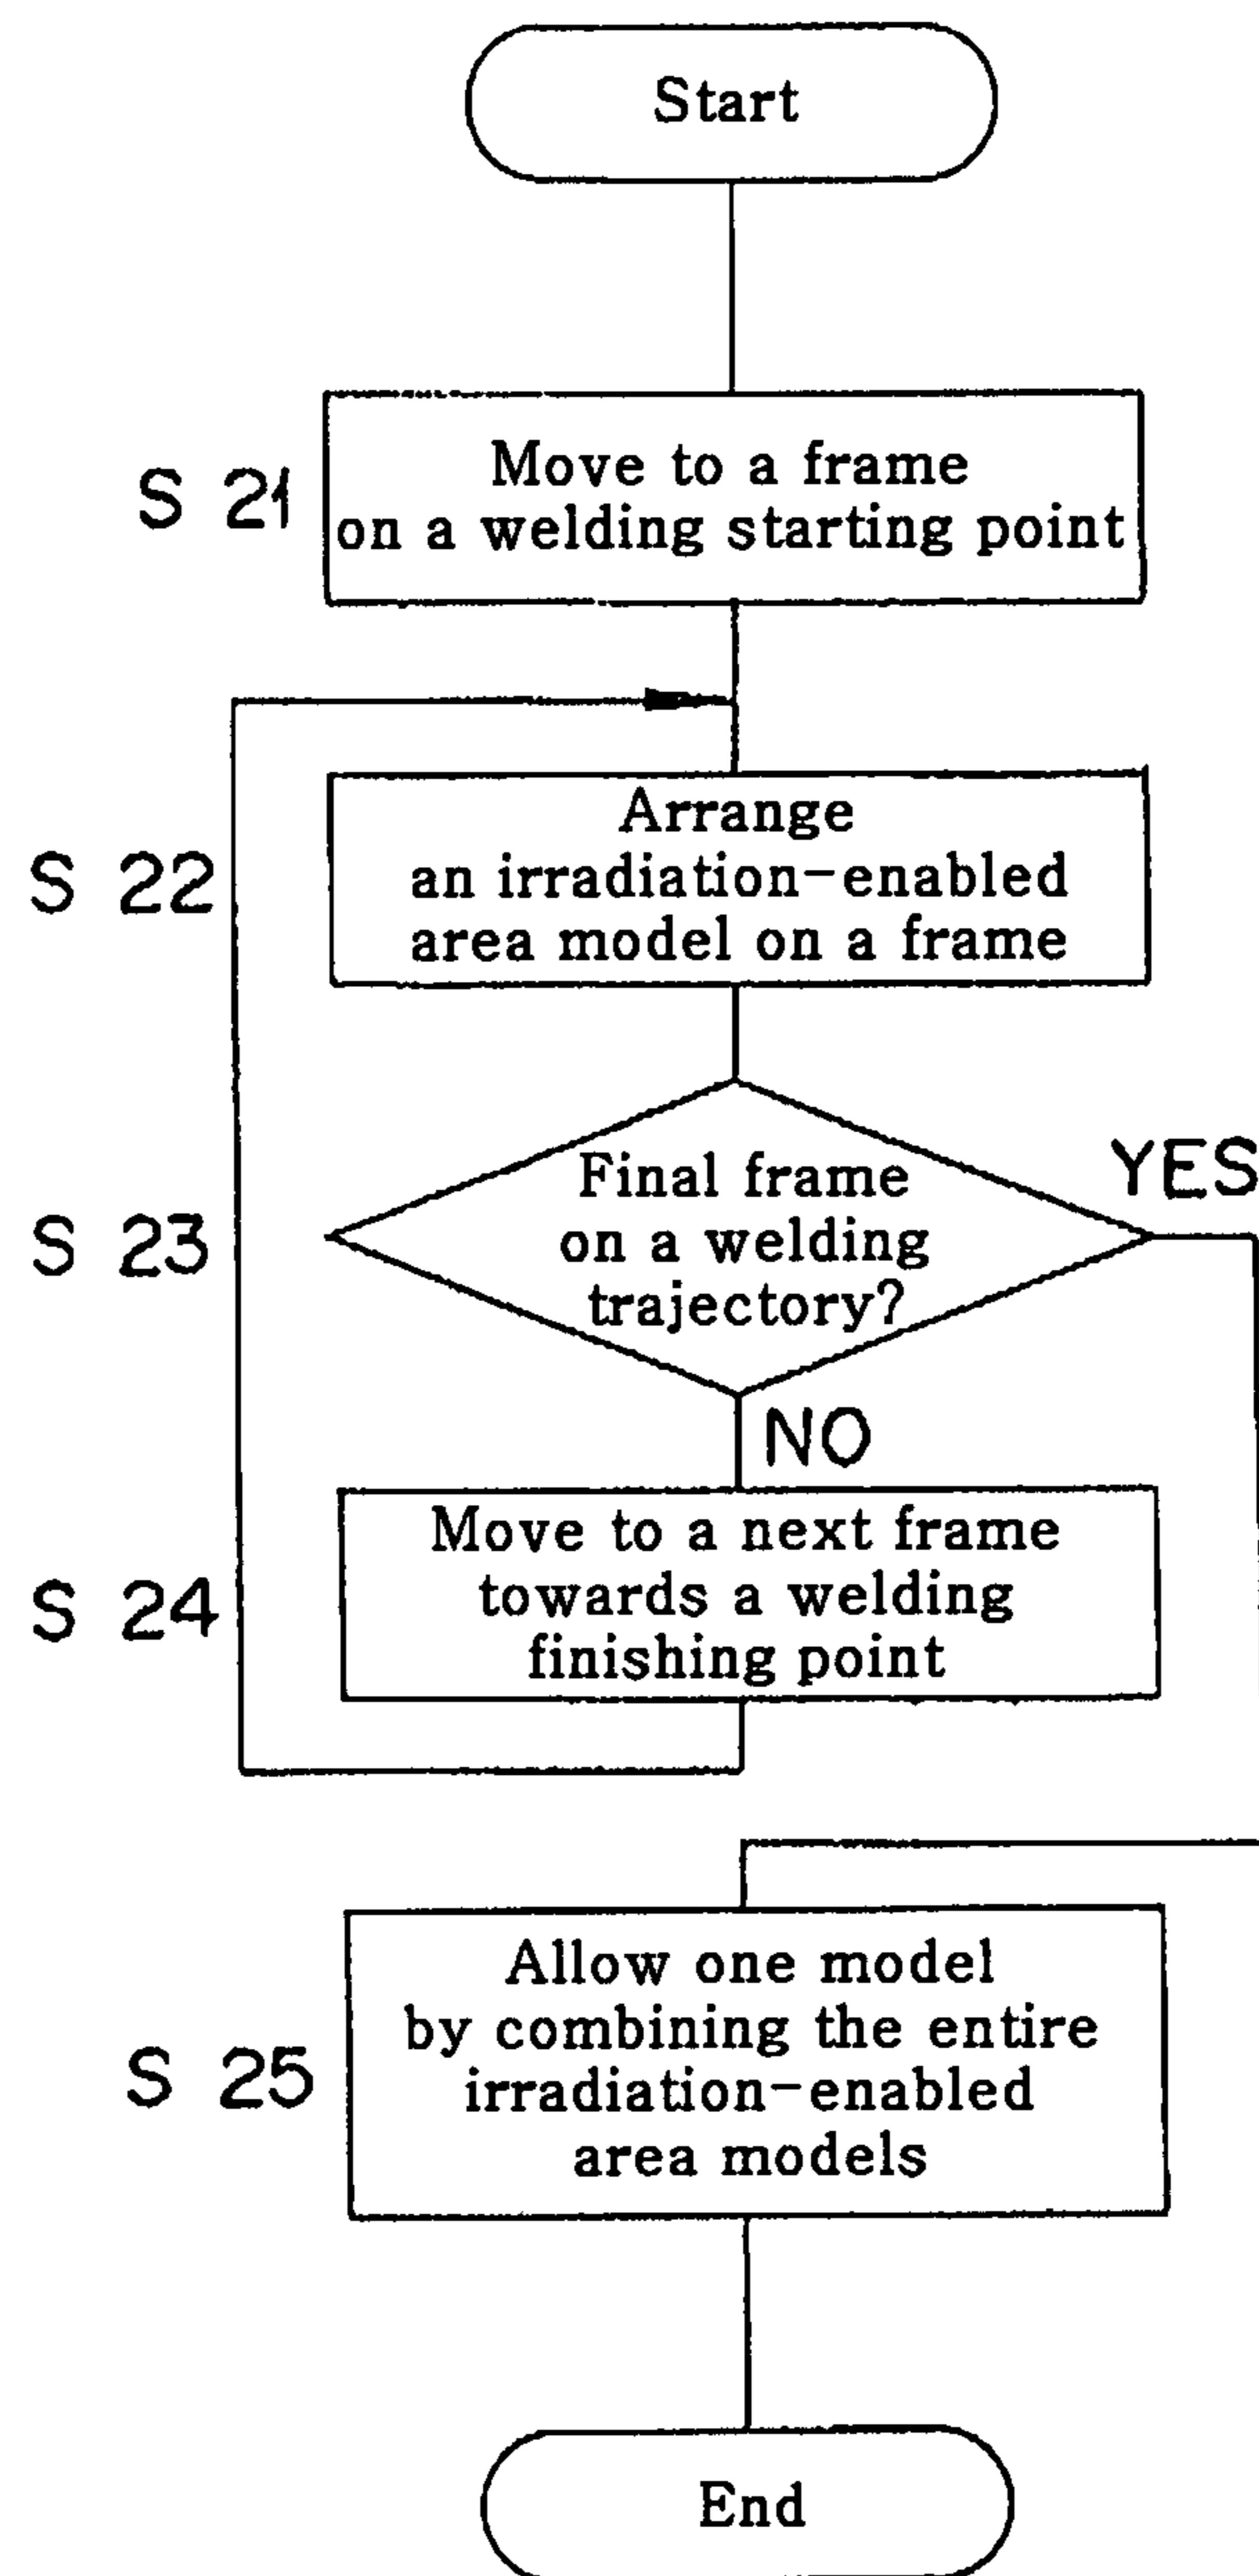 Start
S 21
Move to a frame
on a welding starting point
S 22
Arrange
an irradiation-enabled
area model on a frame
S 23
Final frame
on a welding
trajectory?
YES
NO
S 24
Move to a next frame
towards a welding
finishing point
S 25
Allow one model
by combining the entire
irradiation-enabled
area models
End